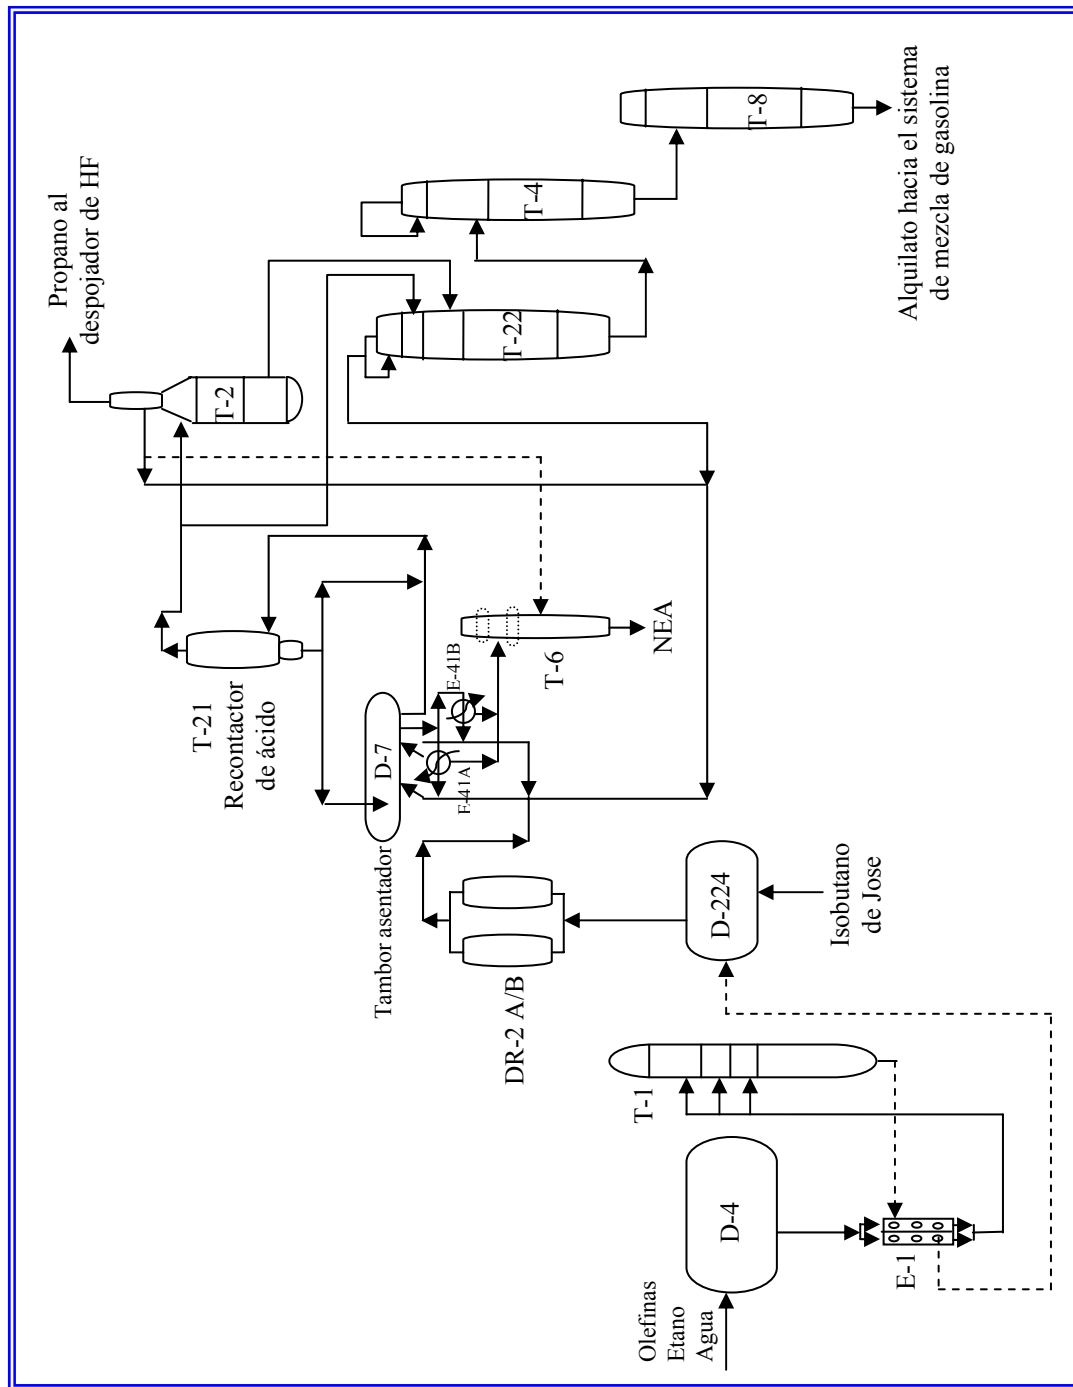 Propano al
despojador de HF
T-2
T-21
Recontactor
de ácido
T-22
T-4
T-8
Alquilato hacia el sistema
de mezcla de gasolina
D-7
Tambor asentador
E-41A
E-41B
T-6
NEA
DR-2 A/B
D-224
Isobutano
de Jose
T-1
D-4
E-1
Olefinas
Etano
Agua